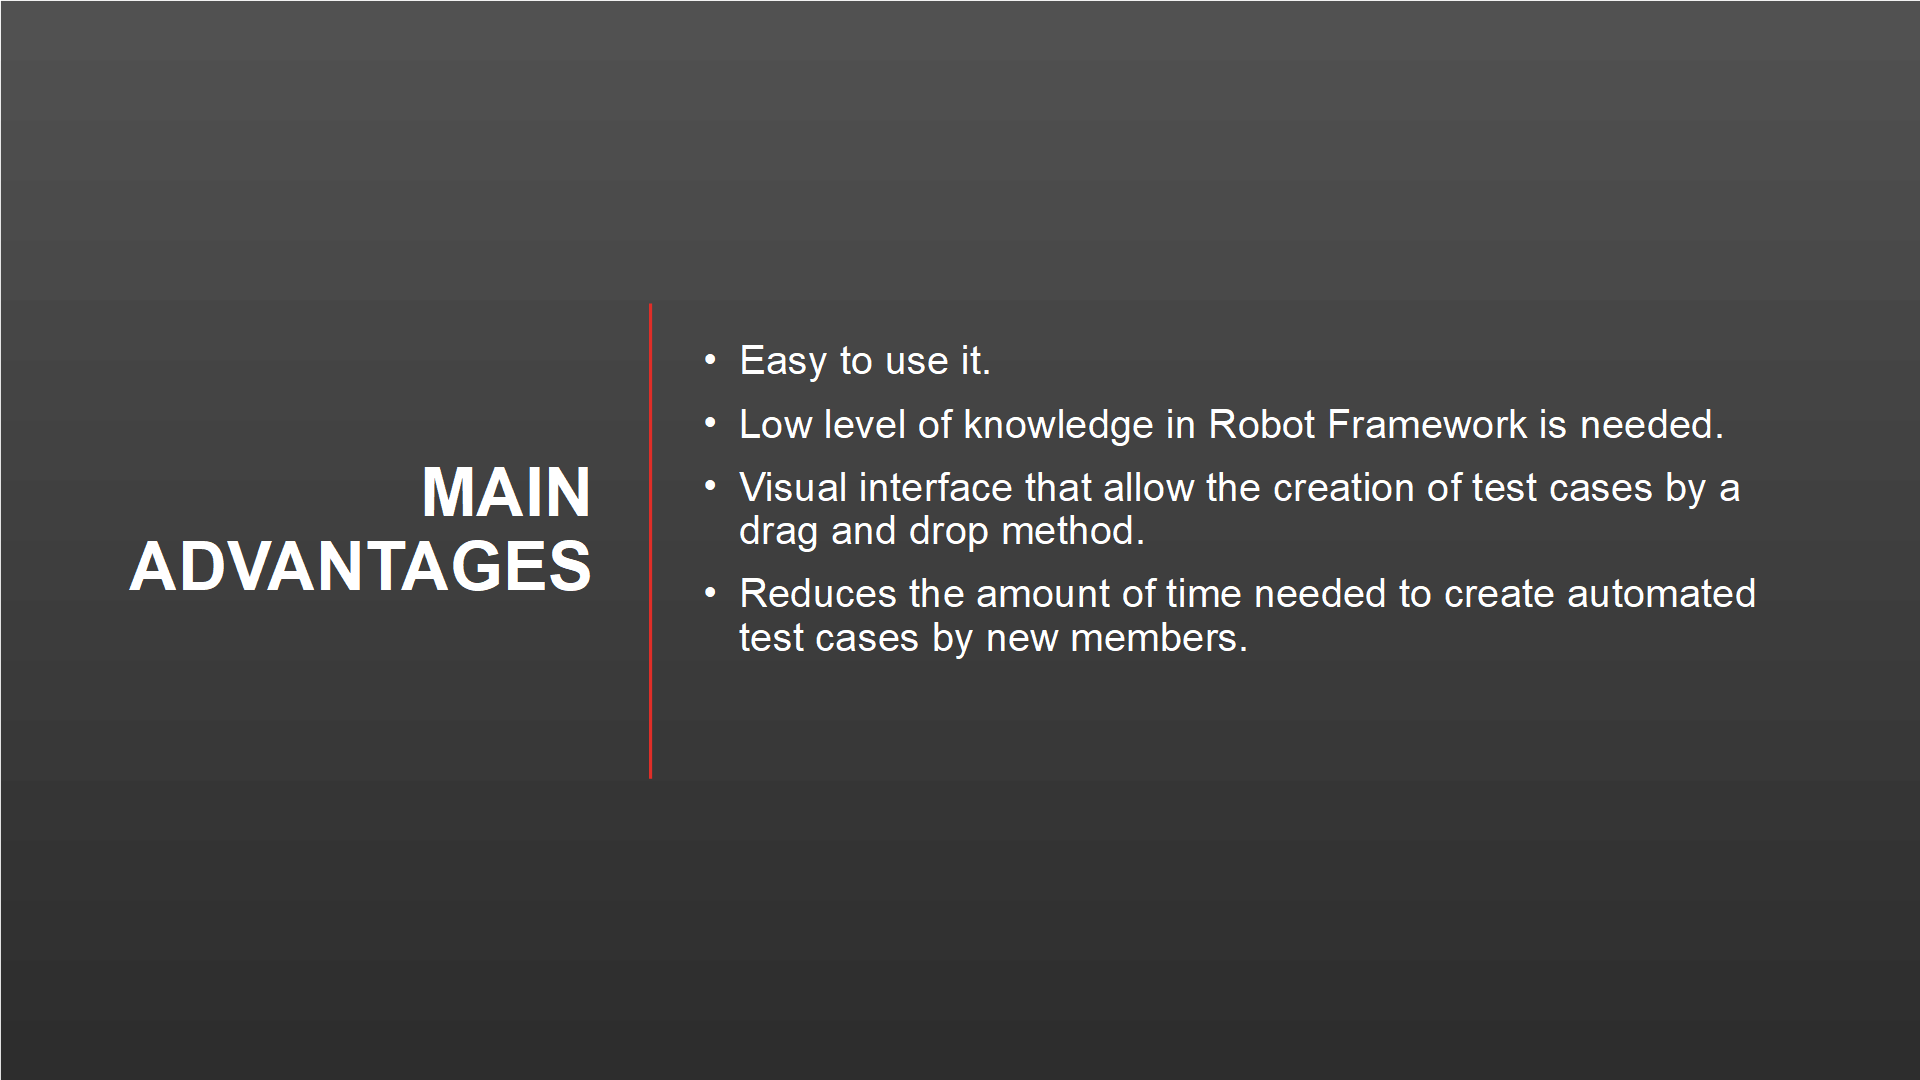 MAIN
ADVANTAGES
• Easy to use it.
• Low level of knowledge in Robot Framework is needed.
• Visual interface that allow the creation of test cases by a
drag and drop method.
• Reduces the amount of time needed to create automated
test cases by new members.